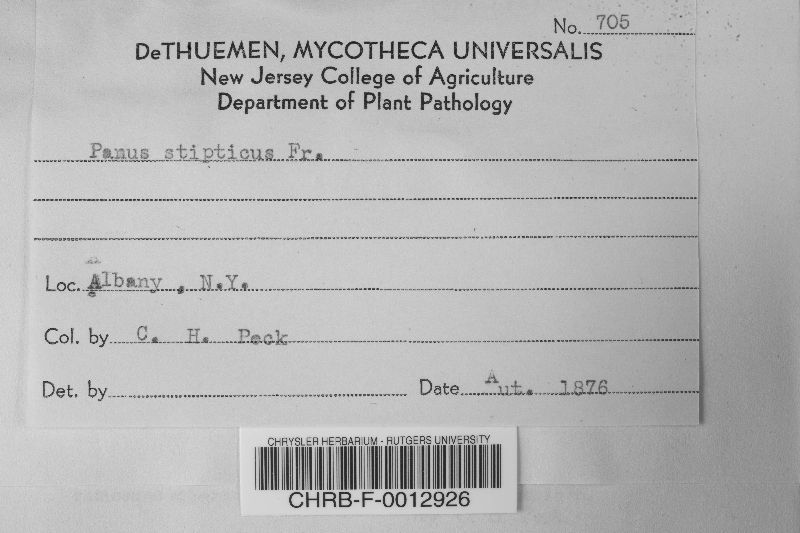 No. 705
DeTHUEMEN, MYCOTHECA UNIVERSALIS
New Jersey College of Agriculture
Department of Plant Pathology
Panus stipticus Fr.
Loc. Albany , N.Y.
Col. by C. H. Peck
Det. by
Date Aut. 1876
CHRYSLER HERBARIUM - RUTGERS UNIVERSITY
CHRB-F-0012926